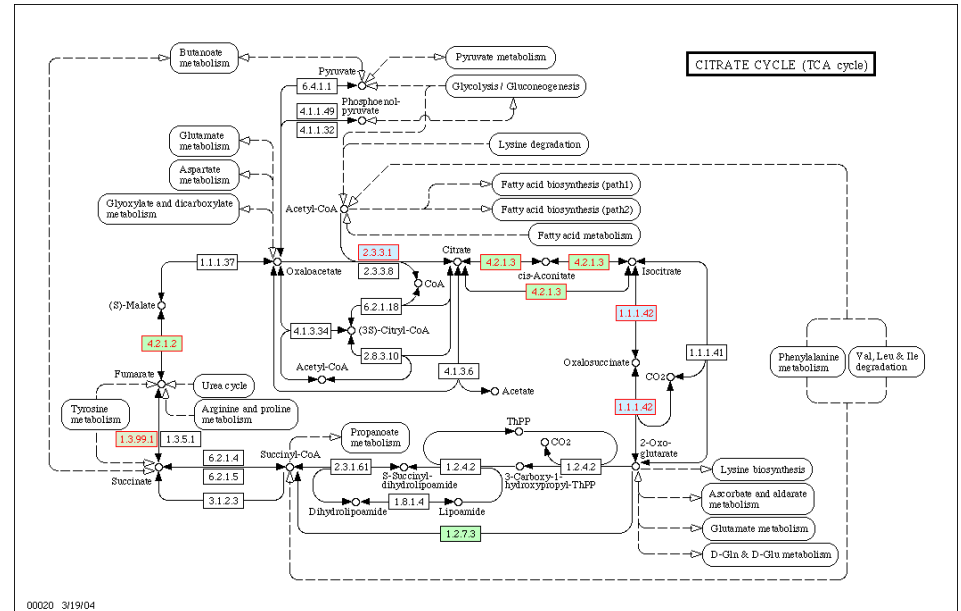 CITRATE CYCLE (TCA cycle)
Butanoate
metabolism
Pyruvate
Pyruvate metabolism
6.4.1.1
Glycolysis / Gluconeogenesis
4.1.1.49
Phosphoenol-
pyruvate
4.1.1.32
Glutamate
metabolism
Lysine degradation
Aspartate
metabolism
Fatty acid biosynthesis (path1)
Glyoxylate and dicarboxylate
metabolism
Acetyl-CoA
Fatty acid biosynthesis (path2)
Fatty acid metabolism
2.3.3.1
Citrate
1.1.1.37
Oxaloacetate
2.3.3.8
4.2.1.3
4.2.1.3
cis-Aconitate
Isocitrate
CoA
4.2.1.3
(S)-Malate
6.2.1.18
1.1.1.42
4.1.3.34
(3S)-Citryl-CoA
4.2.1.2
2.8.3.10
Oxalosuccinate
1.1.1.41
Phenylalanine
metabolism
Val, Leu & Ile
degradation
Acetyl-CoA
4.1.3.6
CO2
Fumarate
Urea cycle
Acetate
1.1.1.42
Tyrosine
metabolism
Arginine and proline
metabolism
ThPP
1.3.99.1
1.3.5.1
Propanoate
metabolism
CO2
2-Oxo-
glutarate
6.2.1.4
Succinyl-CoA
2.3.1.61
1.2.4.2
1.2.4.2
Lysine biosynthesis
Succinate
6.2.1.5
S-Succinyl-
dihydrolipoamide
3-Carboxy-1-
hydroxypropyl-ThPP
3.1.2.3
1.8.1.4
Ascorbate and aldarate
metabolism
Dihydrolipoamide
Lipoamide
1.2.7.3
Glutamate metabolism
D-Gln & D-Glu metabolism
00020 3/19/04